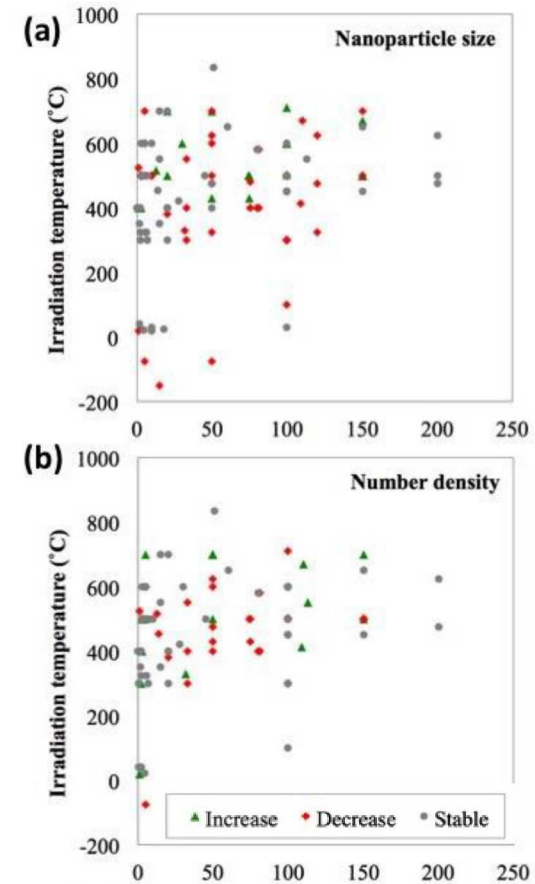 (a)
Nanoparticle size
Irradiation temperature (˚C)
1000
800
600
400
200
0
-200
0 50 100 150 200 250
(b)
Number density
Irradiation temperature (˚C)
1000
800
600
400
200
0
-200
Increase Decrease Stable
0 50 100 150 200 250